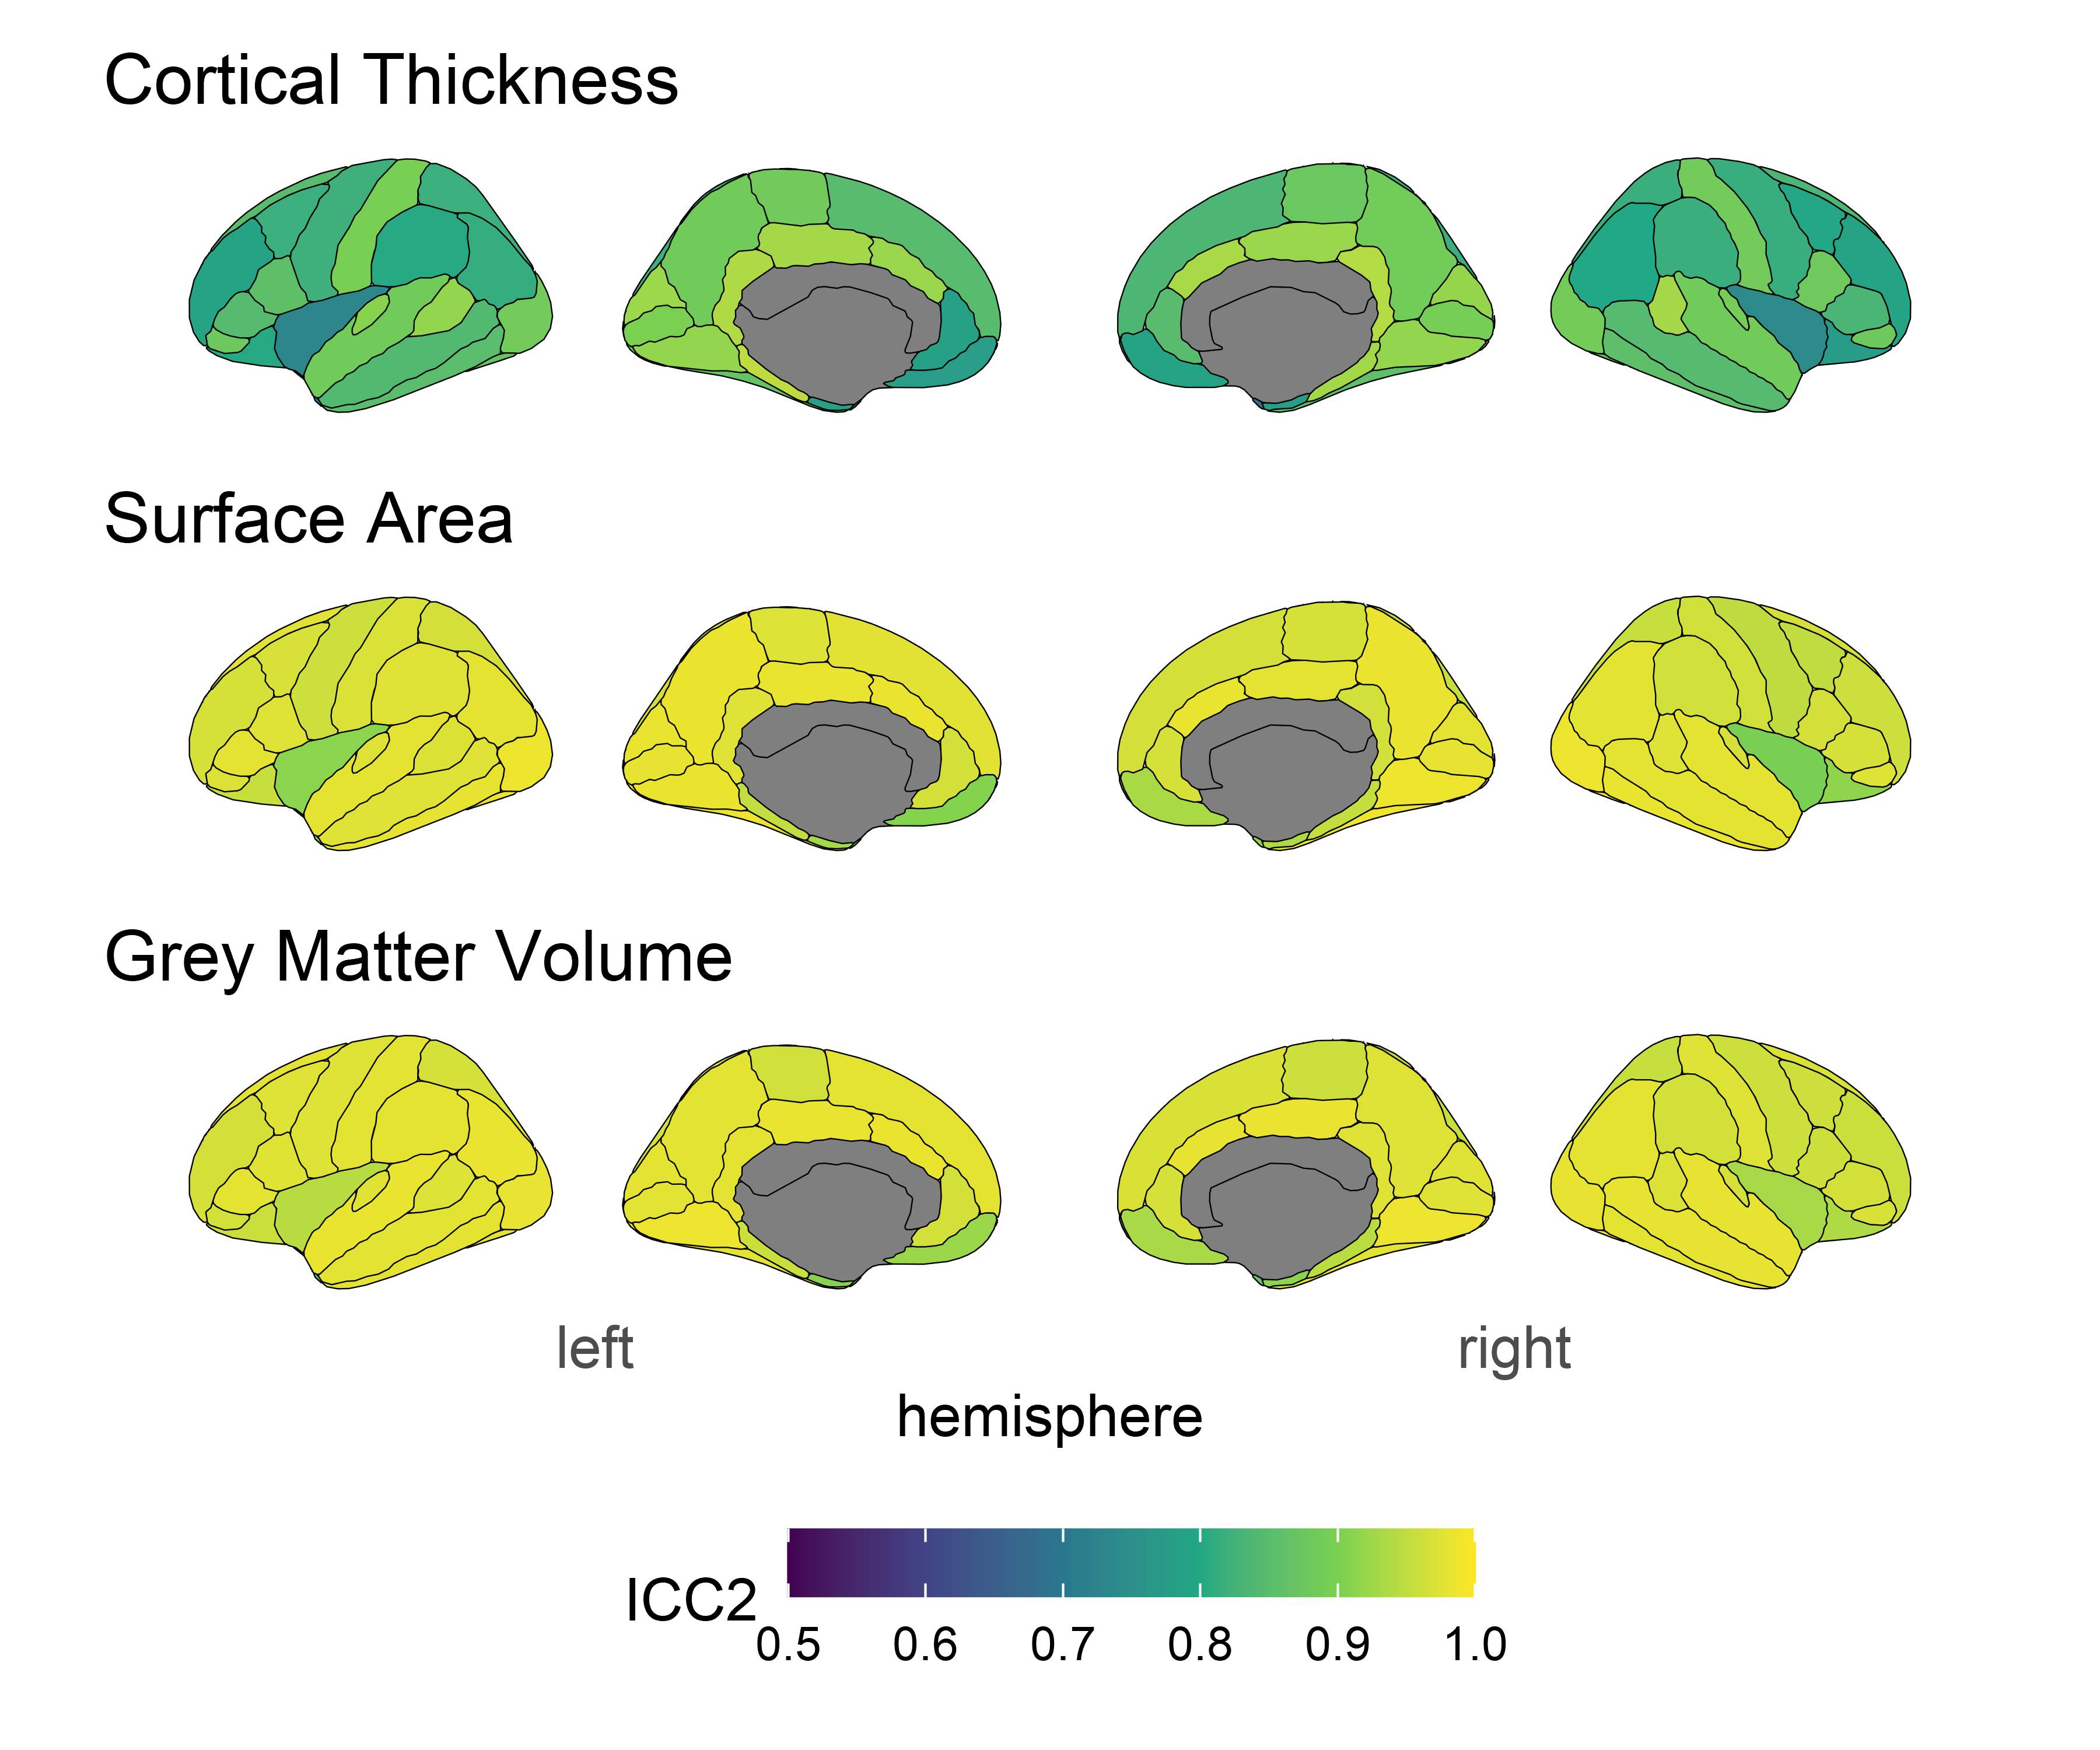 Cortical Thickness
Surface Area
Grey Matter Volume
left right
hemisphere
ICC2
0.5 0.6 0.7 0.8 0.9 1.0